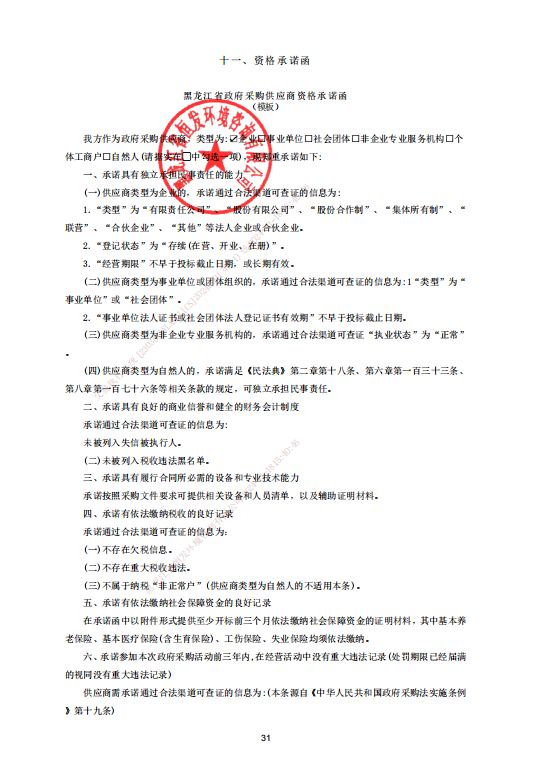 十一、资格承诺函
黑龙江省政府采购供应商资格承诺函
(模板)
我方作为政府采购供应商，类型为:☑企业□事业单位□社会团体□非企业专业服务机构□个
体工商户□自然人(请据实在□中勾选一项)，现郑重承诺如下:
一、承诺具有独立承担民事责任的能力
(一)供应商类型为企业的，承诺通过合法渠道可查证的信息为:
1.“类型”为“有限责任公司”、“股份有限公司”、“股份合作制”、“集体所有制”、“
联营”、“合伙企业”、“其他”等法人企业或合伙企业。
2.“登记状态”为“存续(在营、开业、在册)”。
3.“经营期限”不早于投标截止日期，或长期有效。
(二)供应商类型为事业单位或团体组织的，承诺通过合法渠道可查证的信息为:1“类型”为“
事业单位”或“社会团体”。
2.“事业单位法人证书或社会团体法人登记证书有效期”不早于投标截止日期。
(三)供应商类型为非企业专业服务机构的，承诺通过合法渠道可查证“执业状态”为“正常”
。
(四)供应商类型为自然人的，承诺满足《民法典》第二章第十八条、第六章第一百三十三条、
第八章第一百七十六条等相关条款的规定，可独立承担民事责任。
二、承诺具有良好的商业信誉和健全的财务会计制度
承诺通过合法渠道可查证的信息为:
未被列入失信被执行人。
(二)未被列入税收违法黑名单。
三、承诺具有履行合同所必需的设备和专业技术能力
承诺按照采购文件要求可提供相关设备和人员清单，以及辅助证明材料。
四、承诺有依法缴纳税收的良好记录
承诺通过合法渠道可查证的信息为:
(一)不存在欠税信息。
(二)不存在重大税收违法。
(三)不属于纳税“非正常户”(供应商类型为自然人的不适用本条)。
五、承诺有依法缴纳社会保障资金的良好记录
在承诺函中以附件形式提供至少开标前三个月依法缴纳社会保障资金的证明材料，其中基本养
老保险、基本医疗保险(含生育保险)、工伤保险、失业保险均须依法缴纳。
六、承诺参加本次政府采购活动前三年内,在经营活动中没有重大违法记录(处罚期限已经届满
的视同没有重大违法记录)
供应商需承诺通过合法渠道可查证的信息为:(本条源自《中华人民共和国政府采购法实施条例
》第十九条)
31